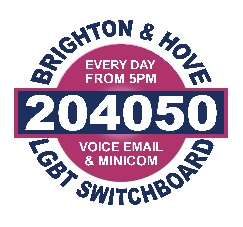 BRIGHTON & HOVE
EVERY DAY
FROM 5PM
204050
VOICE EMAIL
& MINICOM
LGBT SWITCHBOARD